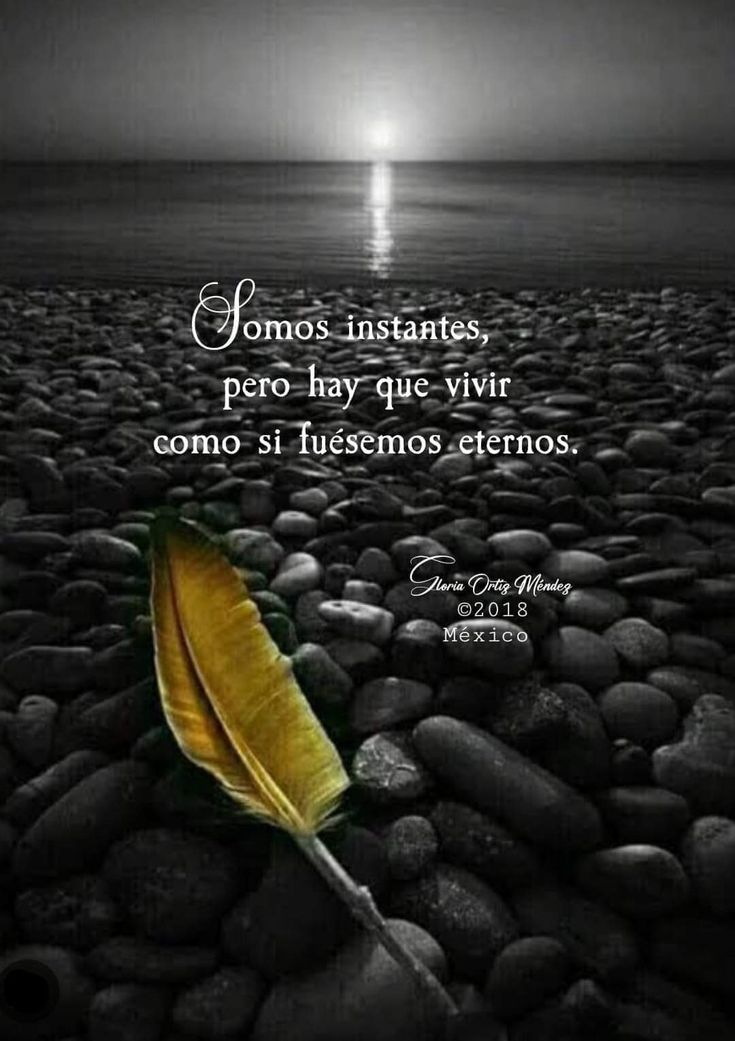 Somos instantes,
pero hay que vivir
como si fuésemos eternos.
Gloria Ortiz Méndez
©2018
México